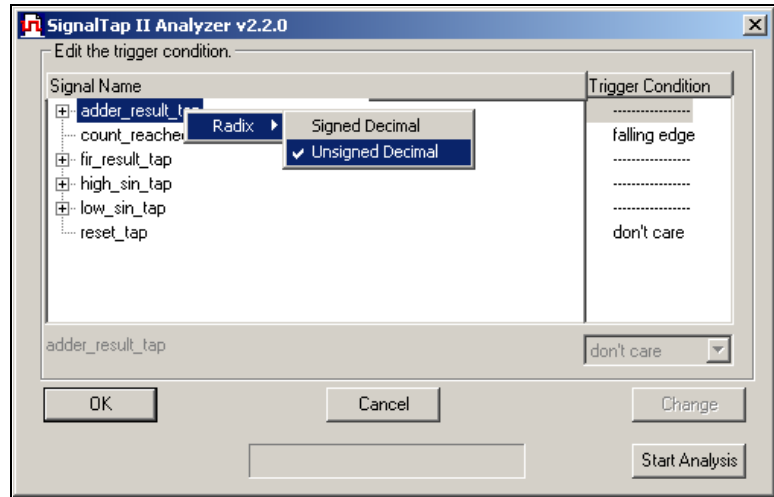 SignalTap II Analyzer v2.2.0
Edit the trigger condition.
Signal Name Trigger Condition
adder_result_tap ----------------
Radix Signed Decimal
count_reached falling edge
Unsigned Decimal
fir_result_tap ----------------
high_sin_tap ----------------
low_sin_tap ----------------
reset_tap don't care
adder_result_tap don't care
OK Cancel Change
Start Analysis